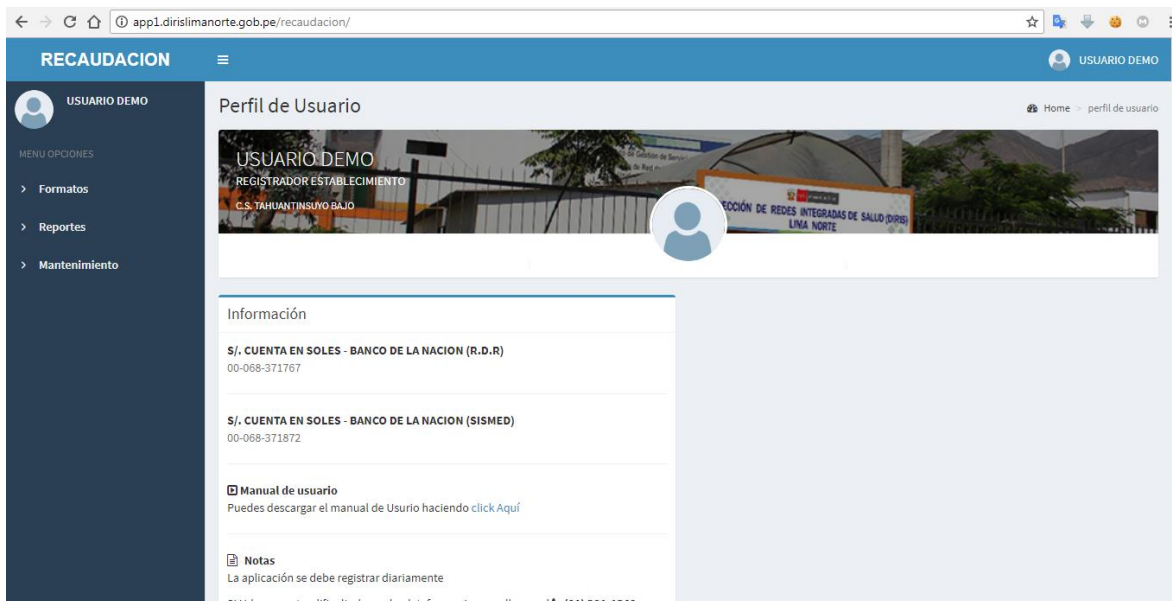 app1.dirislimanorte.gob.pe/recaudacion/
RECAUDACION
USUARIO DEMO
USUARIO DEMO
MENU OPCIONES
Formatos
Reportes
Mantenimiento
Perfil de Usuario
Home > perfil de usuario
USUARIO DEMO
REGISTRADOR ESTABLECIMIENTO
C.S. TAHUANTINSUYO BAJO
ECCIÓN DE REDES INTEGRADAS DE SALUD (DIRIS)
LIMA NORTE
Información
S/. CUENTA EN SOLES - BANCO DE LA NACION (R.D.R)
00-068-371767
S/. CUENTA EN SOLES - BANCO DE LA NACION (SISMED)
00-068-371872
Manual de usuario
Puedes descargar el manual de Usurio haciendo click Aquí
Notas
La aplicación se debe registrar diariamente